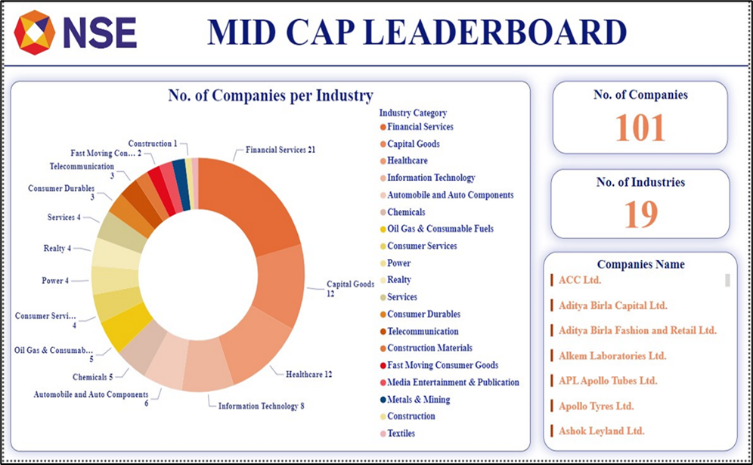 NSE
MID CAP LEADERBOARD
No. of Companies per Industry
Construction 1
Fast Moving Con... 2
Telecommunication
3
Consumer Durables
3
Services 4
Realty 4
Power 4
Consumer Servi...
4
Oil Gas & Consumab...
5
Chemicals 5
Automobile and Auto Components
6
Information Technology 8
Healthcare 12
Capital Goods
12
Financial Services 21
Industry Category
Financial Services
Capital Goods
Healthcare
Information Technology
Automobile and Auto Components
Chemicals
Oil Gas & Consumable Fuels
Consumer Services
Power
Realty
Services
Consumer Durables
Telecommunication
Construction Materials
Fast Moving Consumer Goods
Media Entertainment & Publication
Metals & Mining
Construction
Textiles
No. of Companies
101
No. of Industries
19
Companies Name
ACC Ltd.
Aditya Birla Capital Ltd.
Aditya Birla Fashion and Retail Ltd.
Alkem Laboratories Ltd.
APL Apollo Tubes Ltd.
Apollo Tyres Ltd.
Ashok Leyland Ltd.